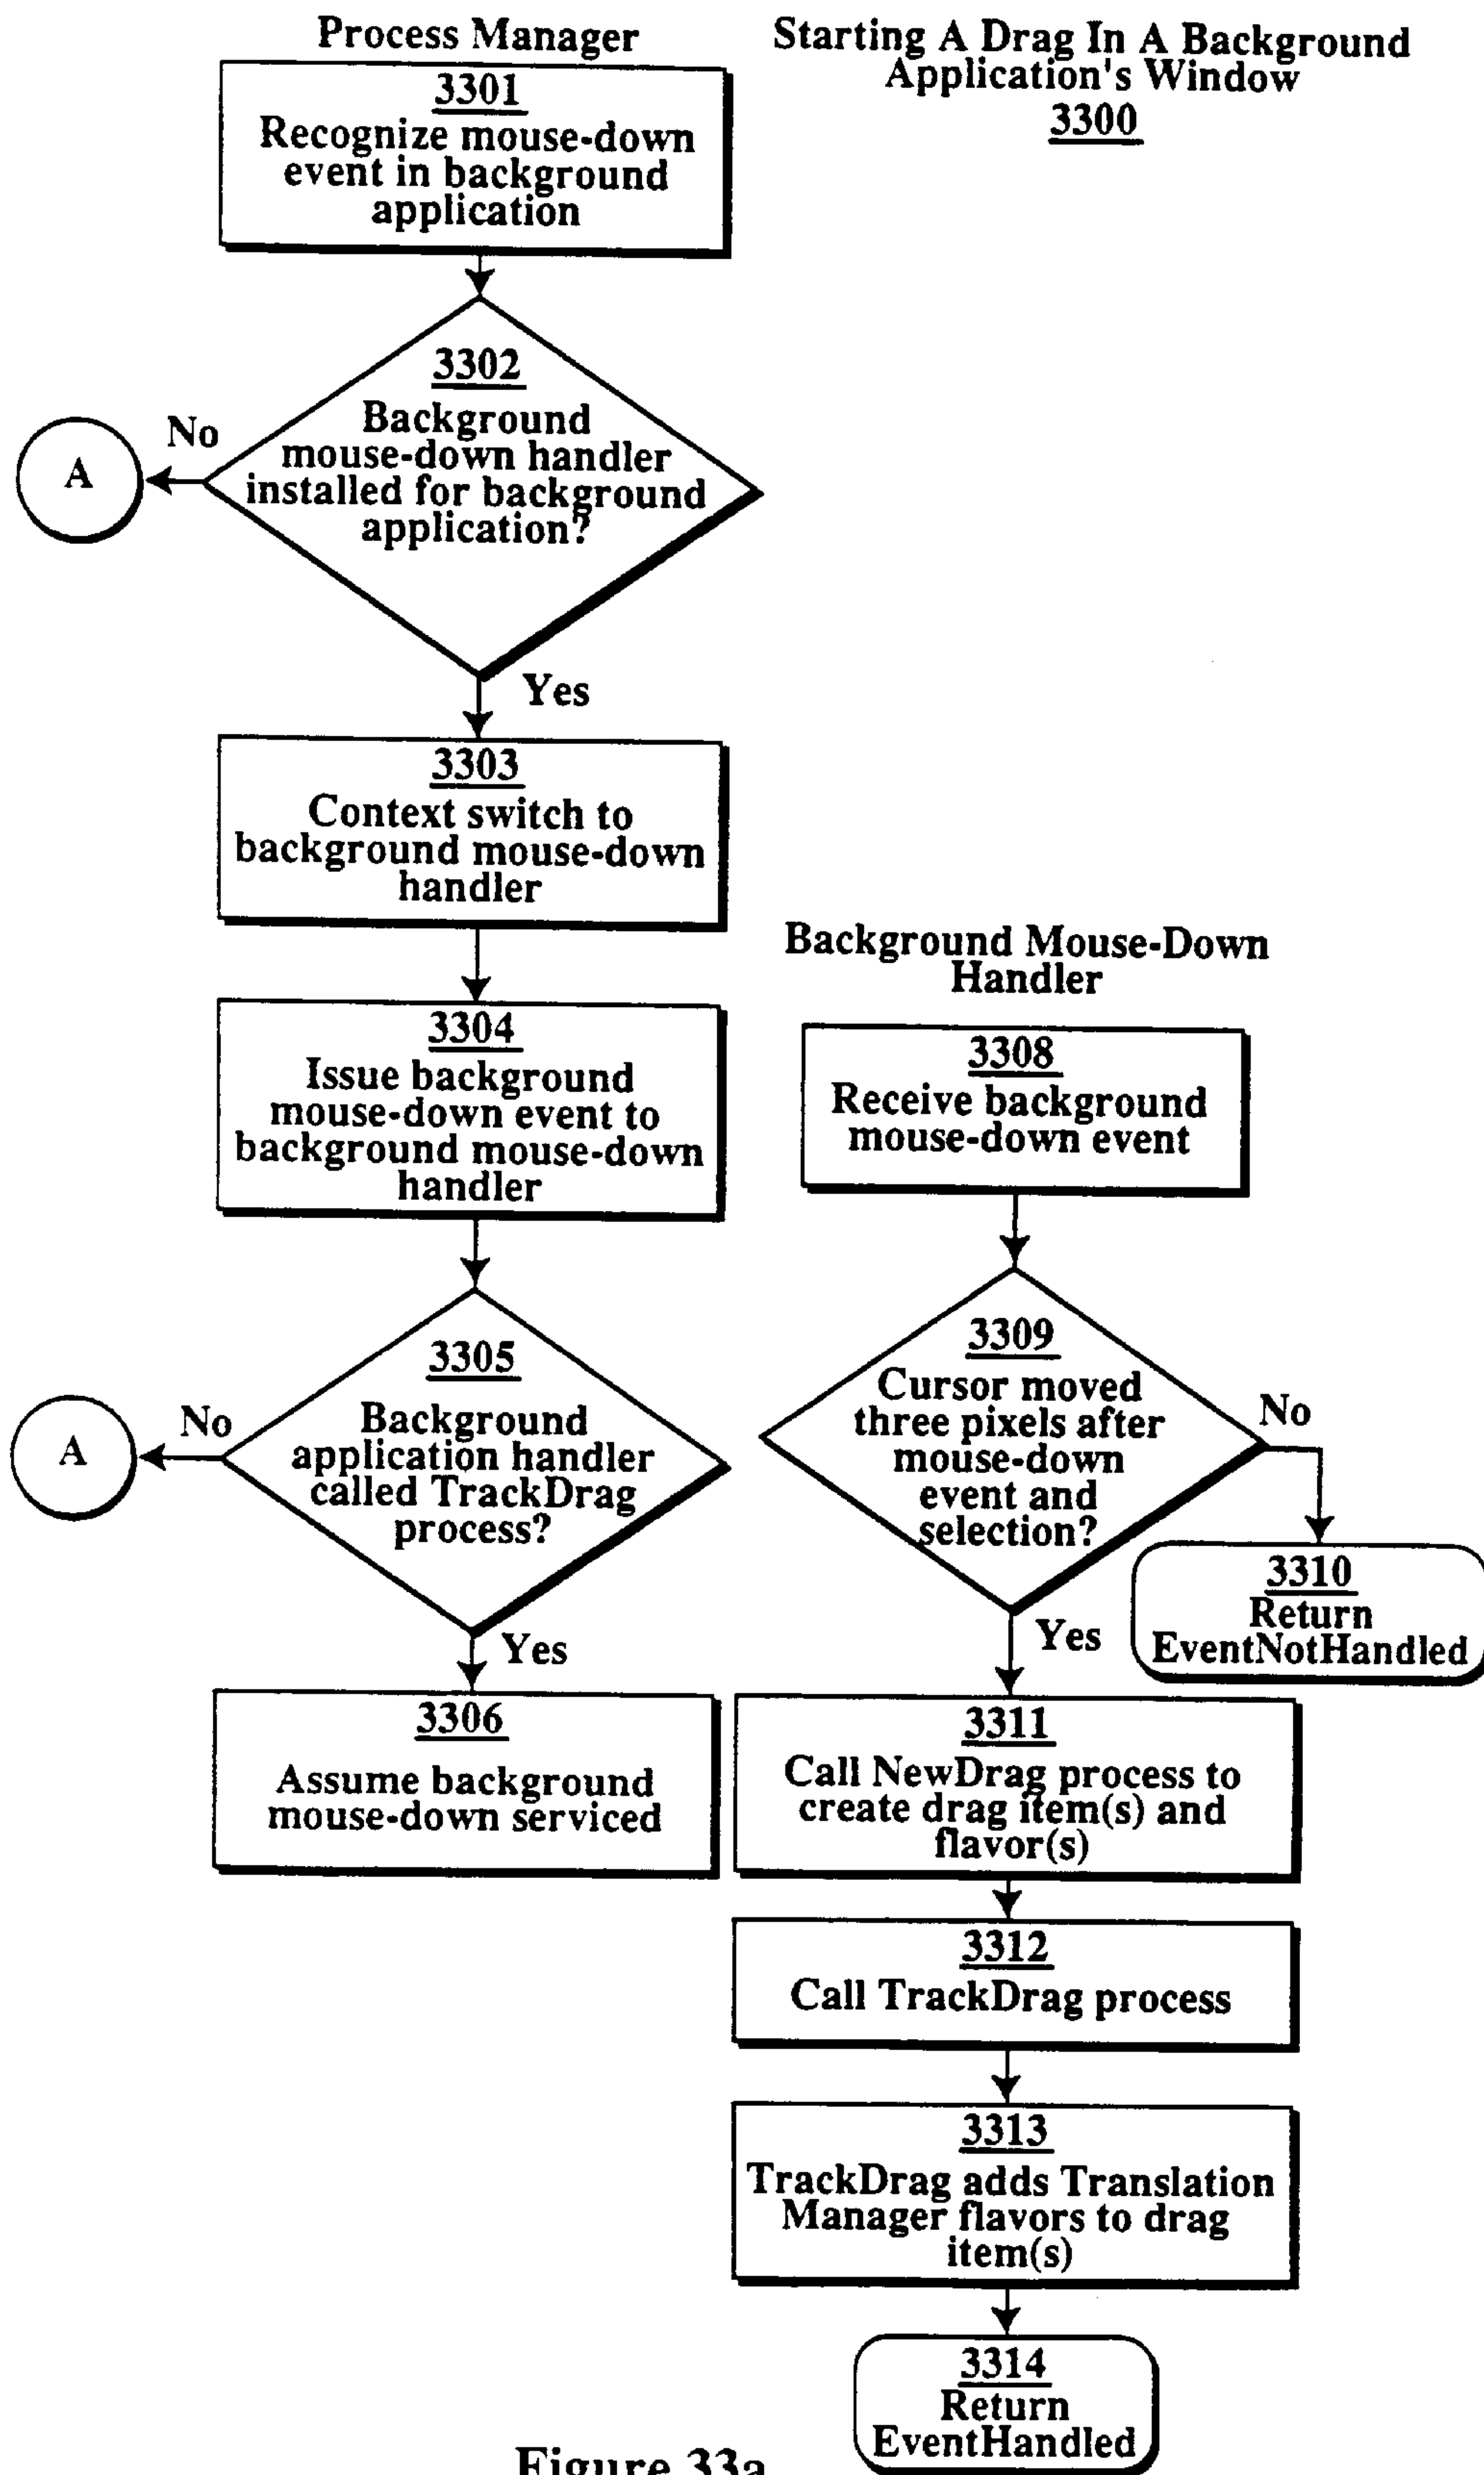 Process Manager
Starting A Drag In A Background
Application's Window
3300
3301
Recognize mouse-down
event in background
application
3302
Background
mouse-down handler
installed for background
application?
No
A
Yes
3303
Context switch to
background mouse-down
handler
3304
Issue background
mouse-down event to
background mouse-down
handler
3305
Background
application handler
called TrackDrag
process?
No
A
Yes
3306
Assume background
mouse-down serviced
Background Mouse-Down
Handler
3308
Receive background
mouse-down event
3309
Cursor moved
three pixels after
mouse-down
event and
selection?
No
3310
Return
EventNotHandled
Yes
3311
Call NewDrag process to
create drag item(s) and
flavor(s)
3312
Call TrackDrag process
3313
TrackDrag adds Translation
Manager flavors to drag
item(s)
3314
Return
EventHandled
Figure 33a